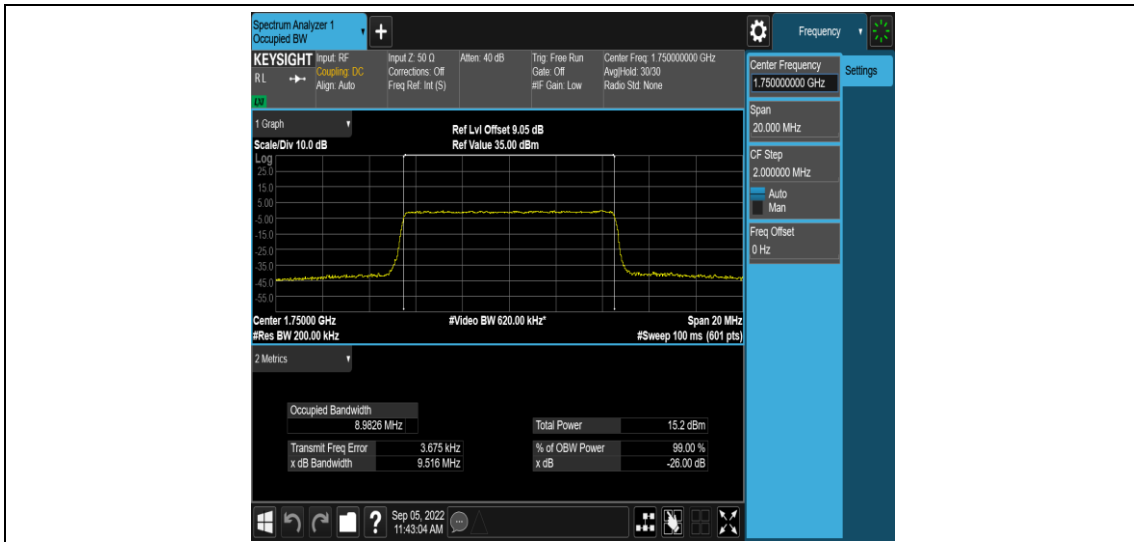 Spectrum Analyzer 1
Occupied BW
+
Frequency
KEYSIGHT
RL
Input: RF
Coupling: DC
Align: Auto
Input Z: 50 Ω
Corrections: Off
Freq Ref: Int (S)
Atten: 40 dB
Trig: Free Run
Gate: Off
#IF Gain: Low
Center Freq: 1.750000000 GHz
Avg|Hold: 30/30
Radio Std: None
Center Frequency
1.750000000 GHz
Settings
Span
20.000 MHz
CF Step
2.000000 MHz
Auto
Man
Freq Offset
0 Hz
1 Graph
Scale/Div 10.0 dB
Ref Lvl Offset 9.05 dB
Ref Value 35.00 dBm
Log
25.0
15.0
5.00
-5.00
-15.0
-25.0
-35.0
-45.0
-55.0
Center 1.75000 GHz
#Video BW 620.00 kHz*
Span 20 MHz
#Res BW 200.00 kHz
#Sweep 100 ms (601 pts)
2 Metrics
Occupied Bandwidth
8.9826 MHz
Total Power 15.2 dBm
Transmit Freq Error 3.675 kHz
% of OBW Power 99.00 %
x dB Bandwidth 9.516 MHz
x dB -26.00 dB
?
Sep 05, 2022
11:43:04 AM